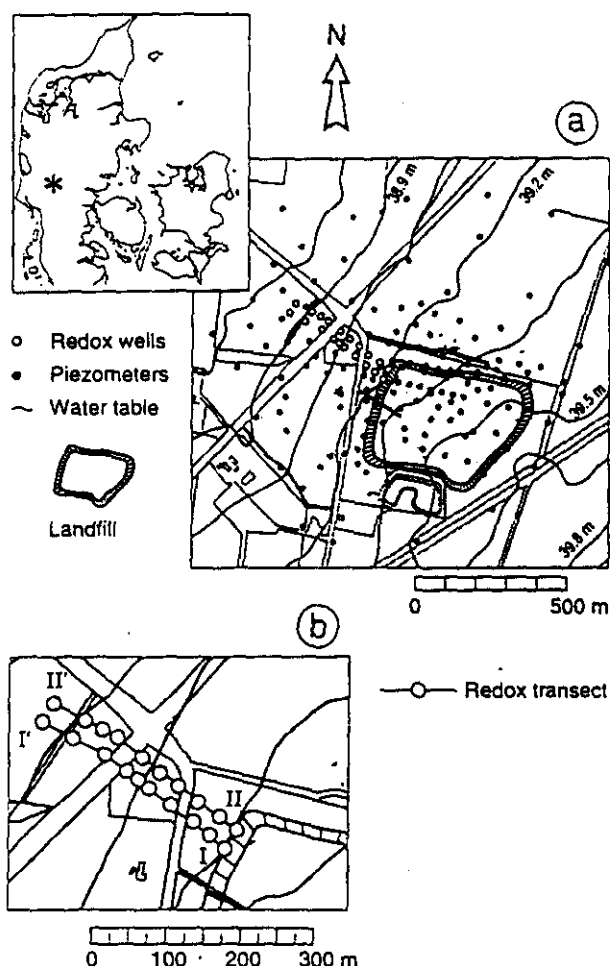 N
a
38.9 m
39.2 m
39.5 m
39.8 m
Redox wells
Piezometers
Water table
Landfill
0 500 m
b
II'
I'
II
I
Redox transect
0 100 200 300 m